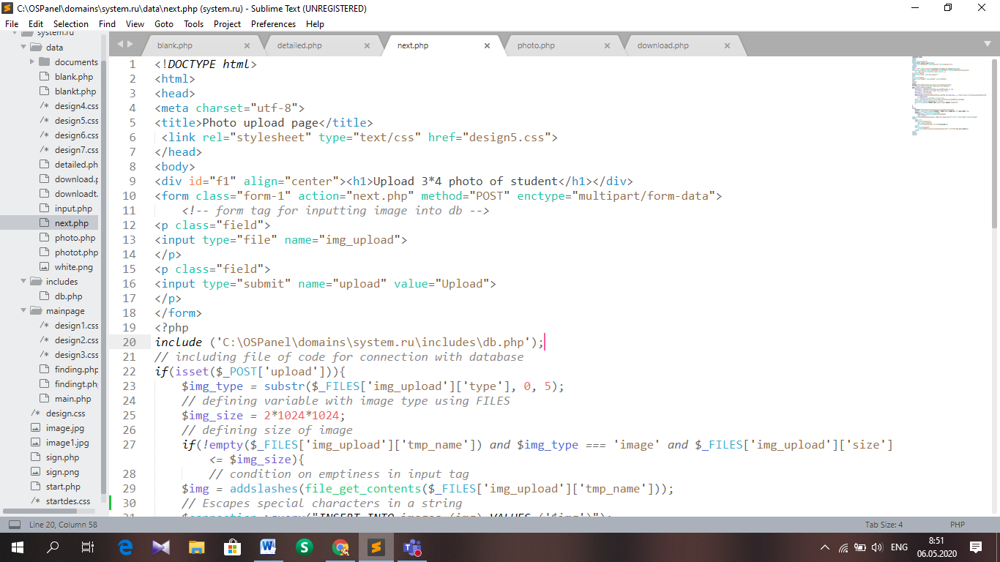 C:\OSPanel\domains\system.ru\data\next.php (system.ru) - Sublime Text (UNREGISTERED)
File Edit Selection Find View Goto Tools Project Preferences Help
system.ru
data
documents
blank.php
blankt.php
design4.css
design5.css
design6.css
design7.css
detailed.ph
download.p
downloadt.
input.php
next.php
photo.php
photot.php
white.png
includes
db.php
mainpage
design1.css
design2.css
design3.css
finding.php
findingt.php
main.php
design.css
image.jpg
image1.jpg
sign.php
sign.png
start.php
startdes.css
blank.php detailed.php next.php photo.php download.php
1 <!DOCTYPE html>
2 <html>
3 <head>
4 <meta charset="utf-8">
5 <title>Photo upload page</title>
6 <link rel="stylesheet" type="text/css" href="design5.css">
7 </head>
8 <body>
9 <div id="f1" align="center"><h1>Upload 3*4 photo of student</h1></div>
10 <form class="form-1" action="next.php" method="POST" enctype="multipart/form-data">
11 <!-- form tag for inputting image into db -->
12 <p class="field">
13 <input type="file" name="img_upload">
14 </p>
15 <p class="field">
16 <input type="submit" name="upload" value="Upload">
17 </p>
18 </form>
19 <?php
20 include ('C:\OSPanel\domains\system.ru\includes\db.php');
21 // including file of code for connection with database
22 if(isset($_POST['upload'])){
23 $img_type = substr($_FILES['img_upload']['type'], 0, 5);
24 // defining variable with image type using FILES
25 $img_size = 2*1024*1024;
26 // defining size of image
27 if(!empty($_FILES['img_upload']['tmp_name']) and $img_type === 'image' and $_FILES['img_upload']['size']
<= $img_size){
28 // condition on emptiness in input tag
29 $img = addslashes(file_get_contents($_FILES['img_upload']['tmp_name']));
30 // Escapes special characters in a string
31 $connection->query("INSERT INTO images (img) VALUES ('$img')");
Line 20, Column 58 Tab Size: 4 PHP
ENG 8:51
06.05.2020